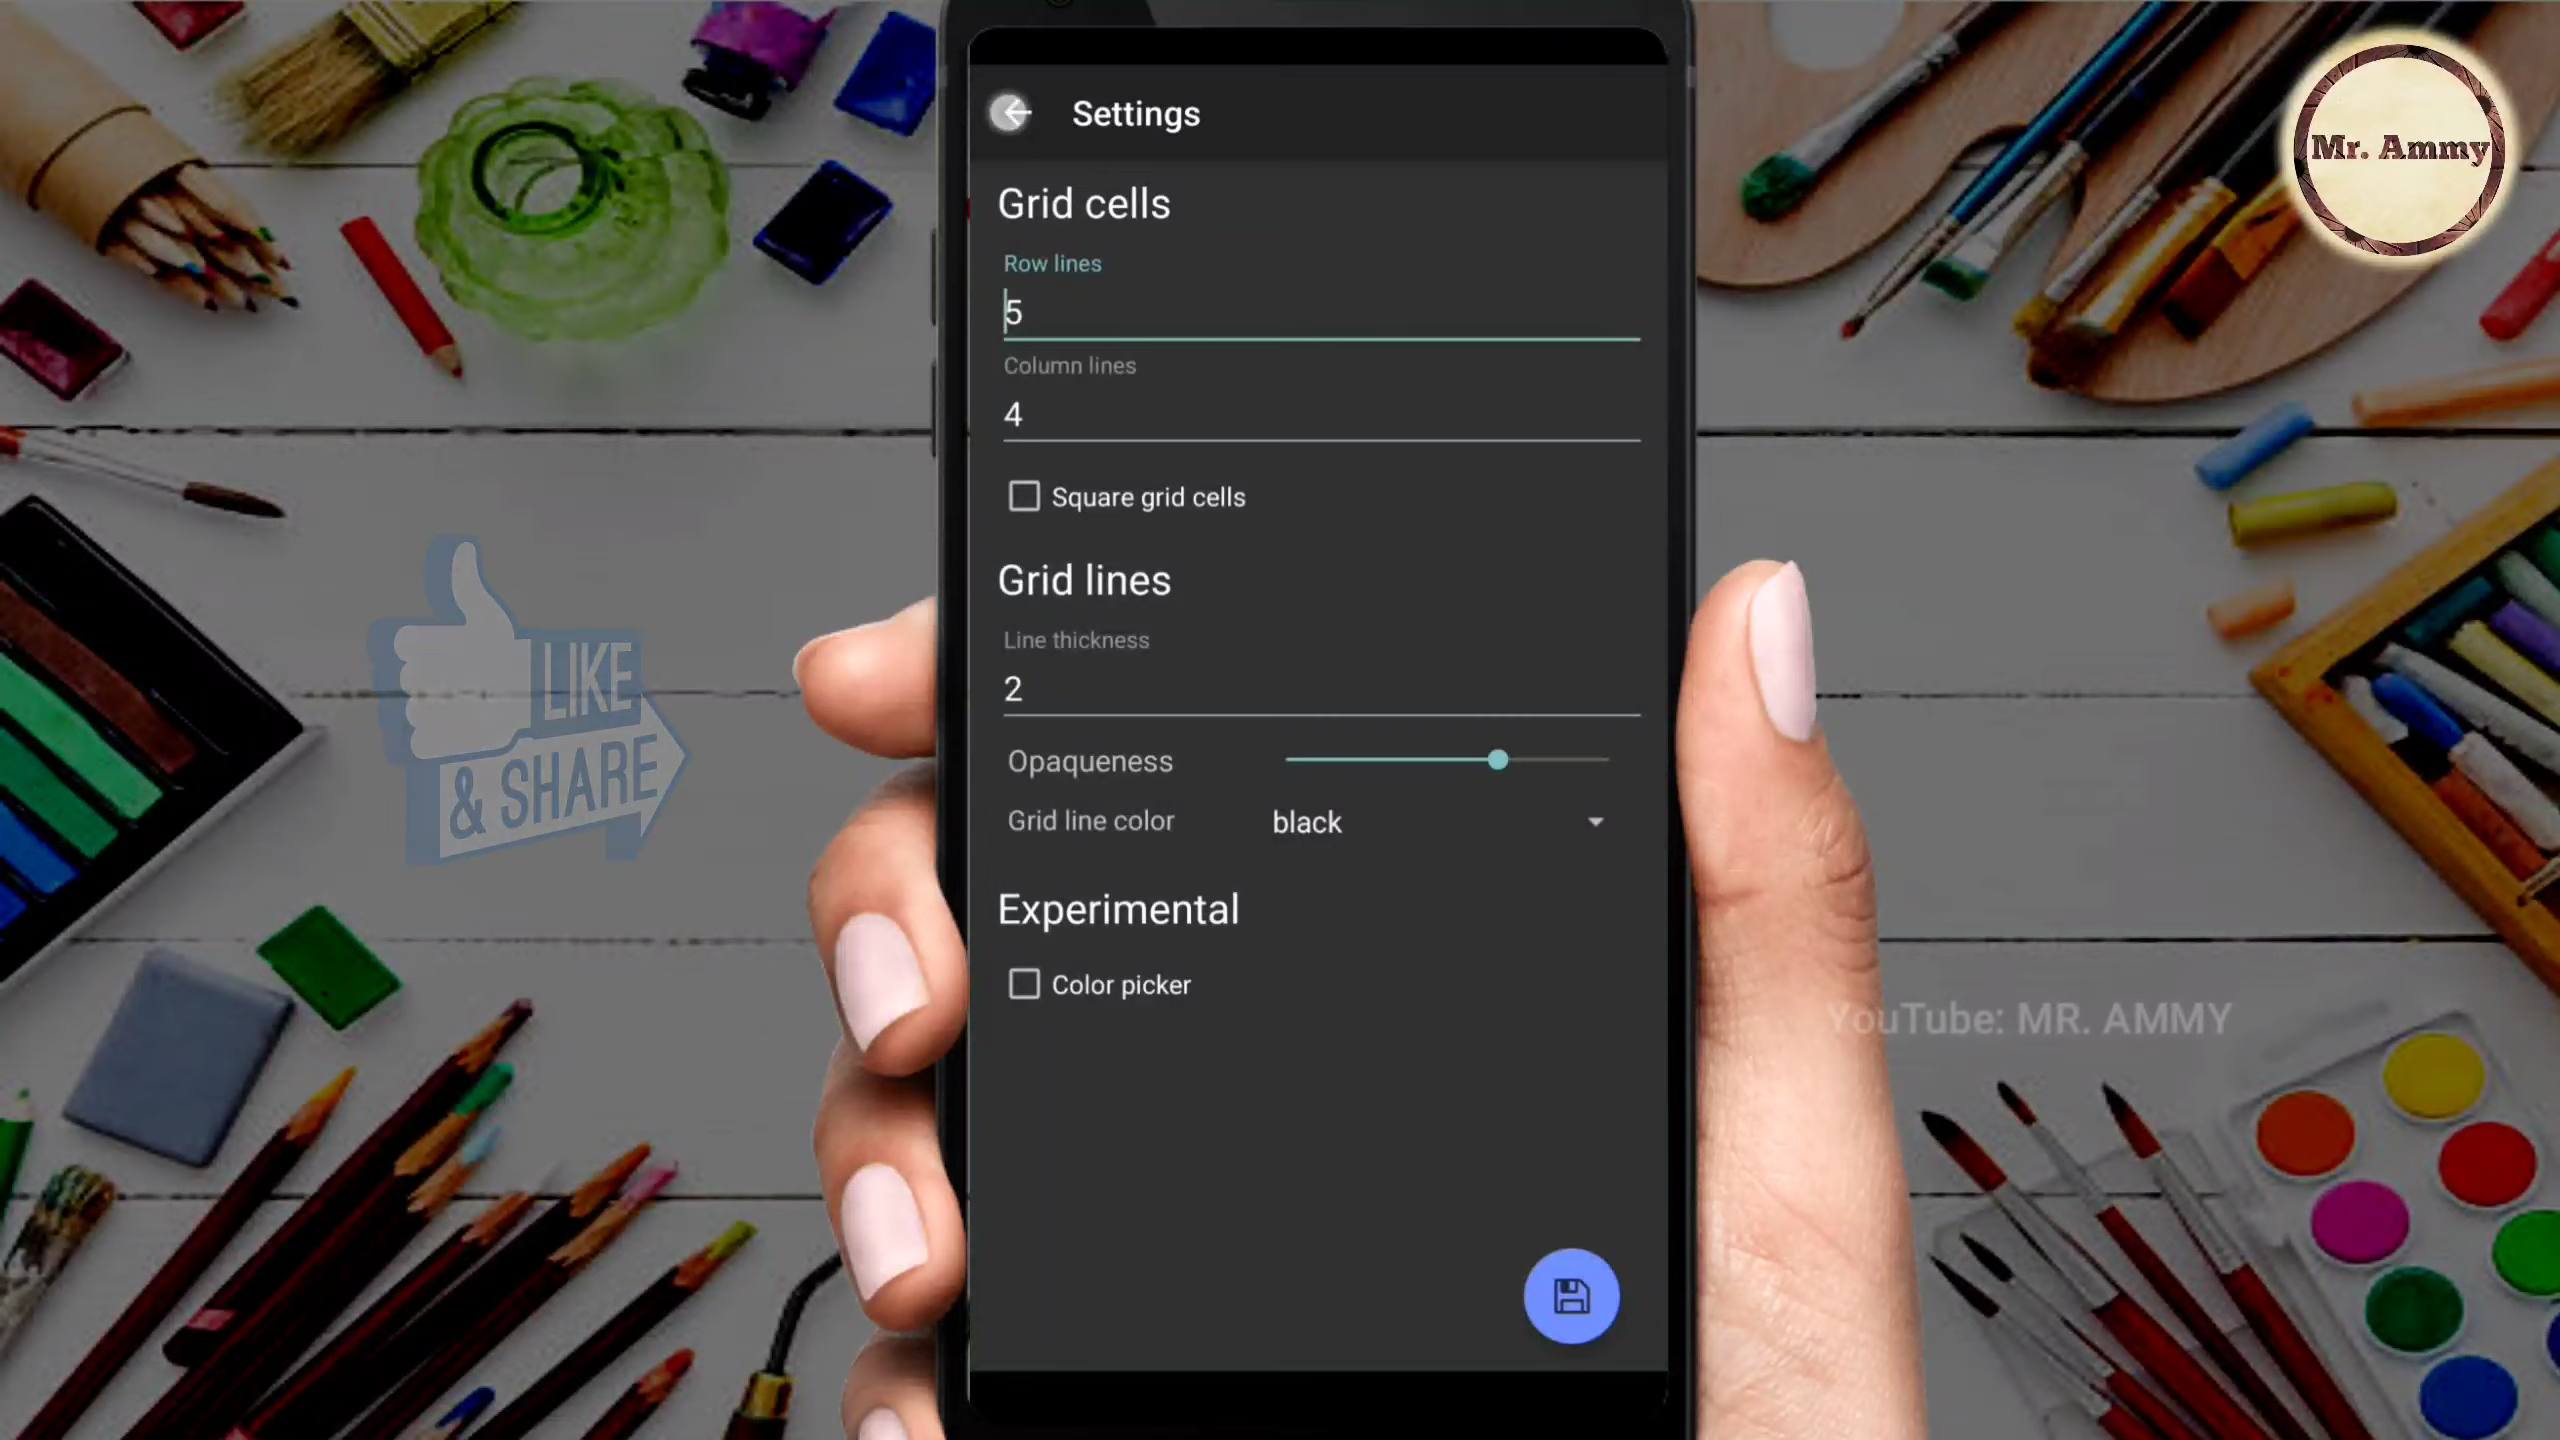 Settings
Mr. Ammy
Grid cells
Row lines
5
Column lines
4
Square grid cells
Grid lines
Line thickness
2
LIKE
& SHARE
Opaqueness
Grid line color
black
Experimental
Color picker
YouTube: MR. AMMY